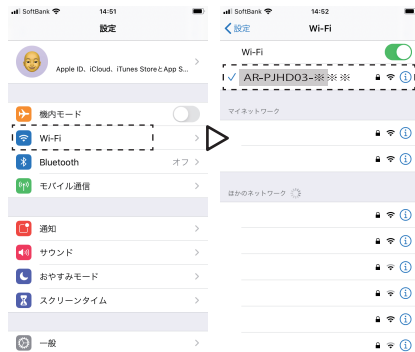 SoftBank 14:51
設定
Apple ID、iCloud、iTunes StoreとApp S...
機内モード
Wi-Fi
Bluetooth オフ
モバイル通信
通知
サウンド
おやすみモード
スクリーンタイム
一般
SoftBank 14:52
設定 Wi-Fi
Wi-Fi
AR-PJHD03-※※※
マイネットワーク
ほかのネットワーク